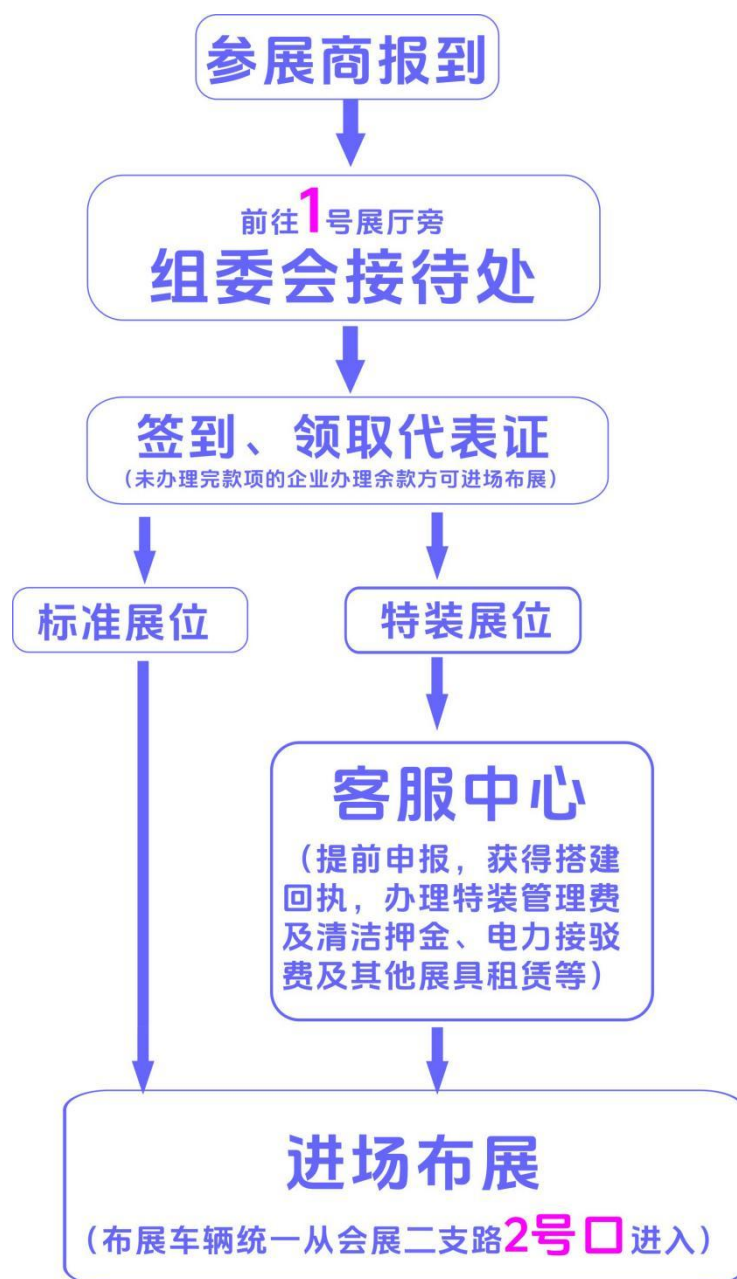 参展商报到
前往1号展厅旁
组委会接待处
签到、领取代表证
（未办理完款项的企业办理余款方可进场布展）
标准展位
特装展位
客服中心
（提前申报，获得搭建
回执，办理特装管理费
及清洁押金、电力接驳
费及其他展具租赁等）
进场布展
（布展车辆统一从会展二支路2号口进入）